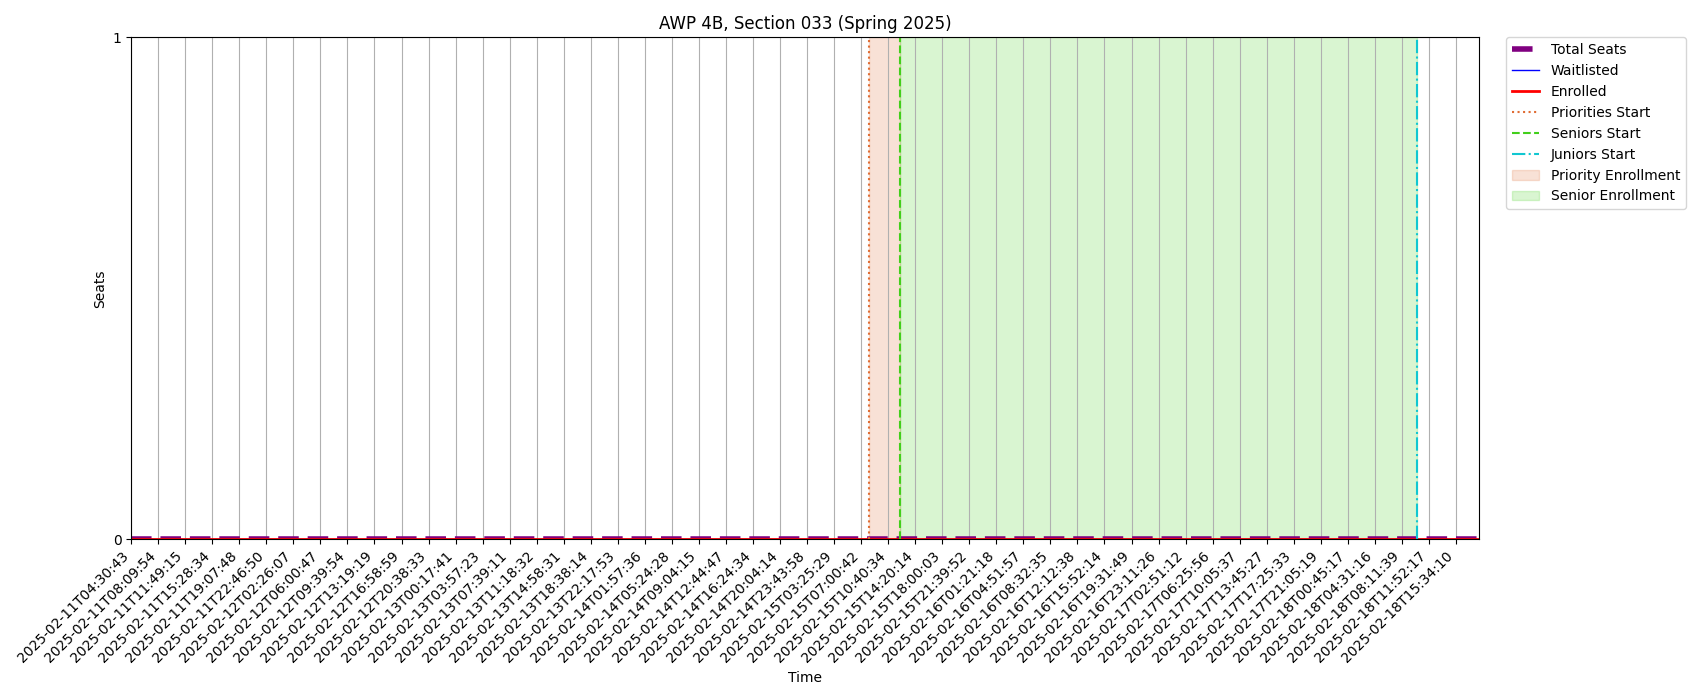 AWP 4B, Section 033 (Spring 2025)
1
0
Seats
Total Seats
Waitlisted
Enrolled
Priorities Start
Seniors Start
Juniors Start
Priority Enrollment
Senior Enrollment
2025-02-11T04:30:43
2025-02-11T08:09:54
2025-02-11T11:49:15
2025-02-11T15:28:34
2025-02-11T19:07:48
2025-02-11T22:46:50
2025-02-12T02:26:07
2025-02-12T06:00:47
2025-02-12T09:39:54
2025-02-12T13:19:19
2025-02-12T16:58:59
2025-02-12T20:38:33
2025-02-13T00:17:41
2025-02-13T03:57:23
2025-02-13T07:39:11
2025-02-13T11:18:32
2025-02-13T14:58:31
2025-02-13T18:38:14
2025-02-13T22:17:53
2025-02-14T01:57:36
2025-02-14T05:24:28
2025-02-14T09:04:15
2025-02-14T12:44:47
2025-02-14T16:24:34
2025-02-14T20:04:14
2025-02-14T23:43:58
2025-02-15T03:25:29
2025-02-15T07:00:42
2025-02-15T10:40:34
2025-02-15T14:20:14
2025-02-15T18:00:03
2025-02-15T21:39:52
2025-02-16T01:21:18
2025-02-16T04:51:57
2025-02-16T08:32:35
2025-02-16T12:12:38
2025-02-16T15:52:14
2025-02-16T19:31:49
2025-02-16T23:11:26
2025-02-17T02:51:12
2025-02-17T06:25:56
2025-02-17T10:05:37
2025-02-17T13:45:27
2025-02-17T17:25:33
2025-02-17T21:05:19
2025-02-18T00:45:17
2025-02-18T04:31:16
2025-02-18T08:11:39
2025-02-18T11:52:17
2025-02-18T15:34:10
Time